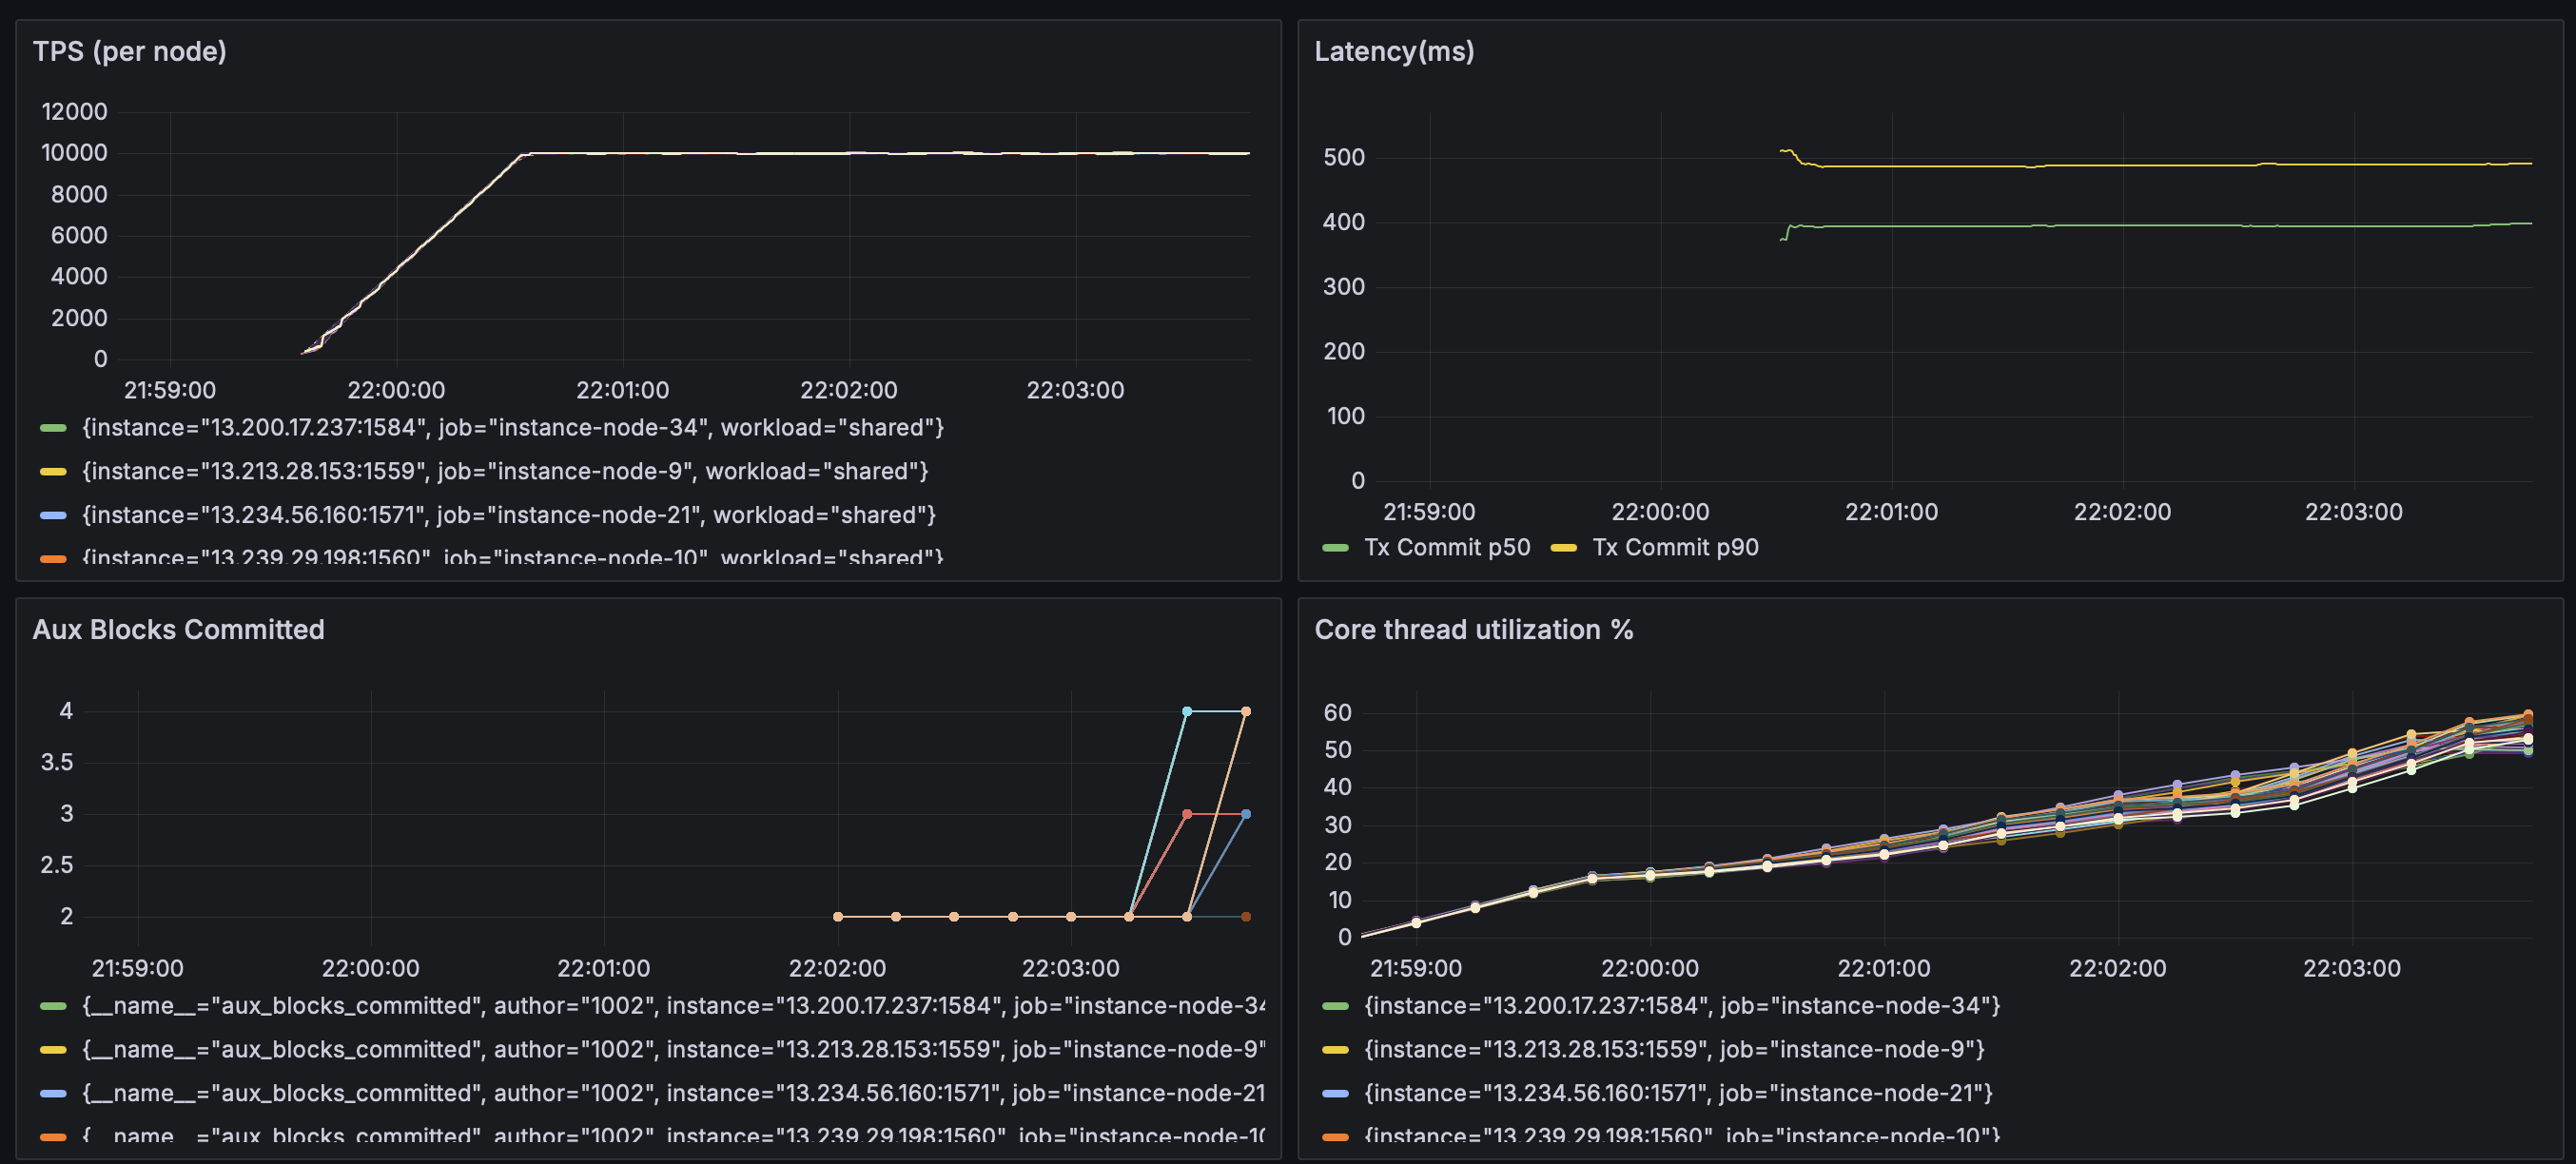 TPS (per node)
12000
10000
8000
6000
4000
2000
0
21:59:00 22:00:00 22:01:00 22:02:00 22:03:00
{instance="13.200.17.237:1584", job="instance-node-34", workload="shared"}
{instance="13.213.28.153:1559", job="instance-node-9", workload="shared"}
{instance="13.234.56.160:1571", job="instance-node-21", workload="shared"}
{instance="13.239.29.198:1560" job="instance-node-10" workload="shared"}
Latency(ms)
500
400
300
200
100
0
21:59:00 22:00:00 22:01:00 22:02:00 22:03:00
Tx Commit p50 Tx Commit p90
Aux Blocks Committed
4
3.5
3
2.5
2
21:59:00 22:00:00 22:01:00 22:02:00 22:03:00
{__name__="aux_blocks_committed", author="1002", instance="13.200.17.237:1584", job="instance-node-34
{__name__="aux_blocks_committed", author="1002", instance="13.213.28.153:1559", job="instance-node-9"
{__name__="aux_blocks_committed", author="1002", instance="13.234.56.160:1571", job="instance-node-21
{__name__="aux_blocks_committed" author="1002" instance="13.239.29.198:1560" job="instance-node-10
Core thread utilization %
60
50
40
30
20
10
0
21:59:00 22:00:00 22:01:00 22:02:00 22:03:00
{instance="13.200.17.237:1584", job="instance-node-34"}
{instance="13.213.28.153:1559", job="instance-node-9"}
{instance="13.234.56.160:1571", job="instance-node-21"}
{instance="13.239.29.198:1560" job="instance-node-10"}